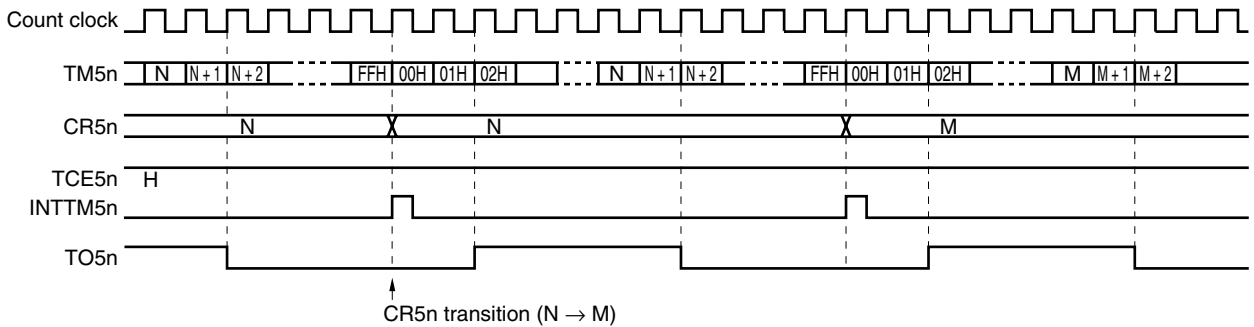 Count clock
TM5n N N + 1 N + 2 FFH 00H 01H 02H N N + 1 N + 2 FFH 00H 01H 02H M M + 1 M + 2
CR5n N N M
TCE5n H
INTTM5n
TO5n
CR5n transition (N → M)